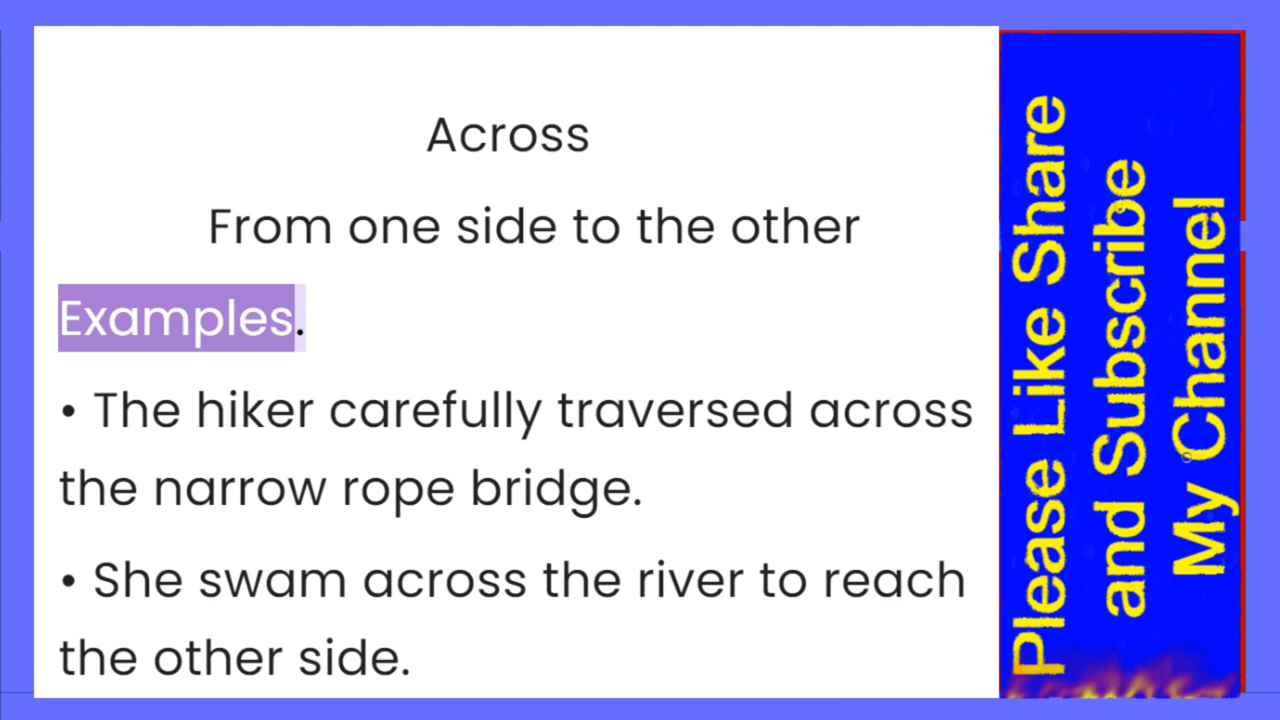 Across
From one side to the other
Examples.
• The hiker carefully traversed across
the narrow rope bridge.
• She swam across the river to reach
the other side.
Please Like Share
and Subscribe
My Channel